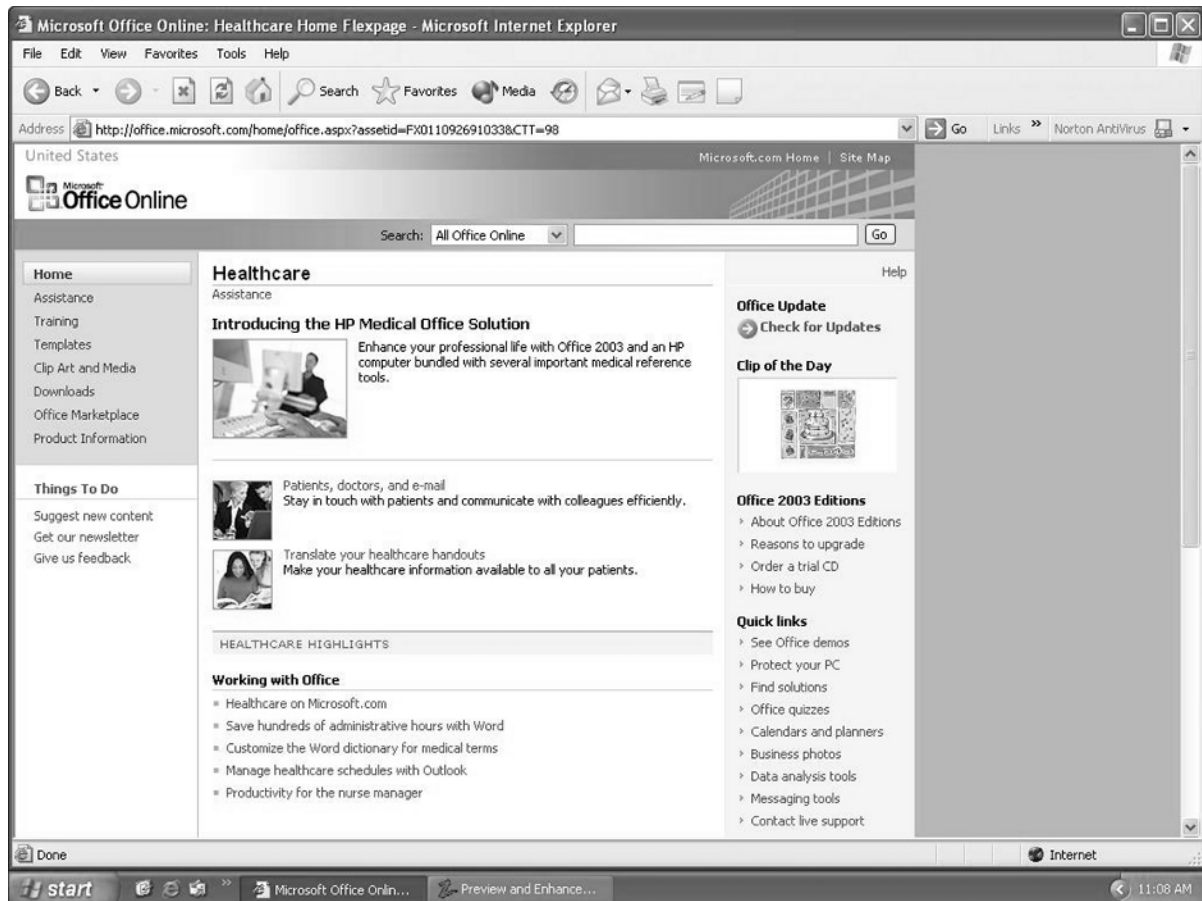 Microsoft Office Online: Healthcare Home Flexpage - Microsoft Internet Explorer
File Edit View Favorites Tools Help
Back Search Favorites Media
Address http://office.microsoft.com/home/office.aspx?assetid=FX011092691033&CTT=98 Go Links » Norton AntiVirus
United States Microsoft.com Home | Site Map
Microsoft
Office Online
Search: All Office Online Go
Home
Assistance
Training
Templates
Clip Art and Media
Downloads
Office Marketplace
Product Information
Things To Do
Suggest new content
Get our newsletter
Give us feedback
Healthcare
Assistance
Introducing the HP Medical Office Solution
Enhance your professional life with Office 2003 and an HP
computer bundled with several important medical reference
tools.
Patients, doctors, and e-mail
Stay in touch with patients and communicate with colleagues efficiently.
Translate your healthcare handouts
Make your healthcare information available to all your patients.
HEALTHCARE HIGHLIGHTS
Working with Office
Healthcare on Microsoft.com
Save hundreds of administrative hours with Word
Customize the Word dictionary for medical terms
Manage healthcare schedules with Outlook
Productivity for the nurse manager
Help
Office Update
Check for Updates
Clip of the Day
Office 2003 Editions
About Office 2003 Editions
Reasons to upgrade
Order a trial CD
How to buy
Quick links
See Office demos
Protect your PC
Find solutions
Office quizzes
Calendars and planners
Business photos
Data analysis tools
Messaging tools
Contact live support
Done Internet
start » Microsoft Office Onlin... Preview and Enhance... 11:08 AM